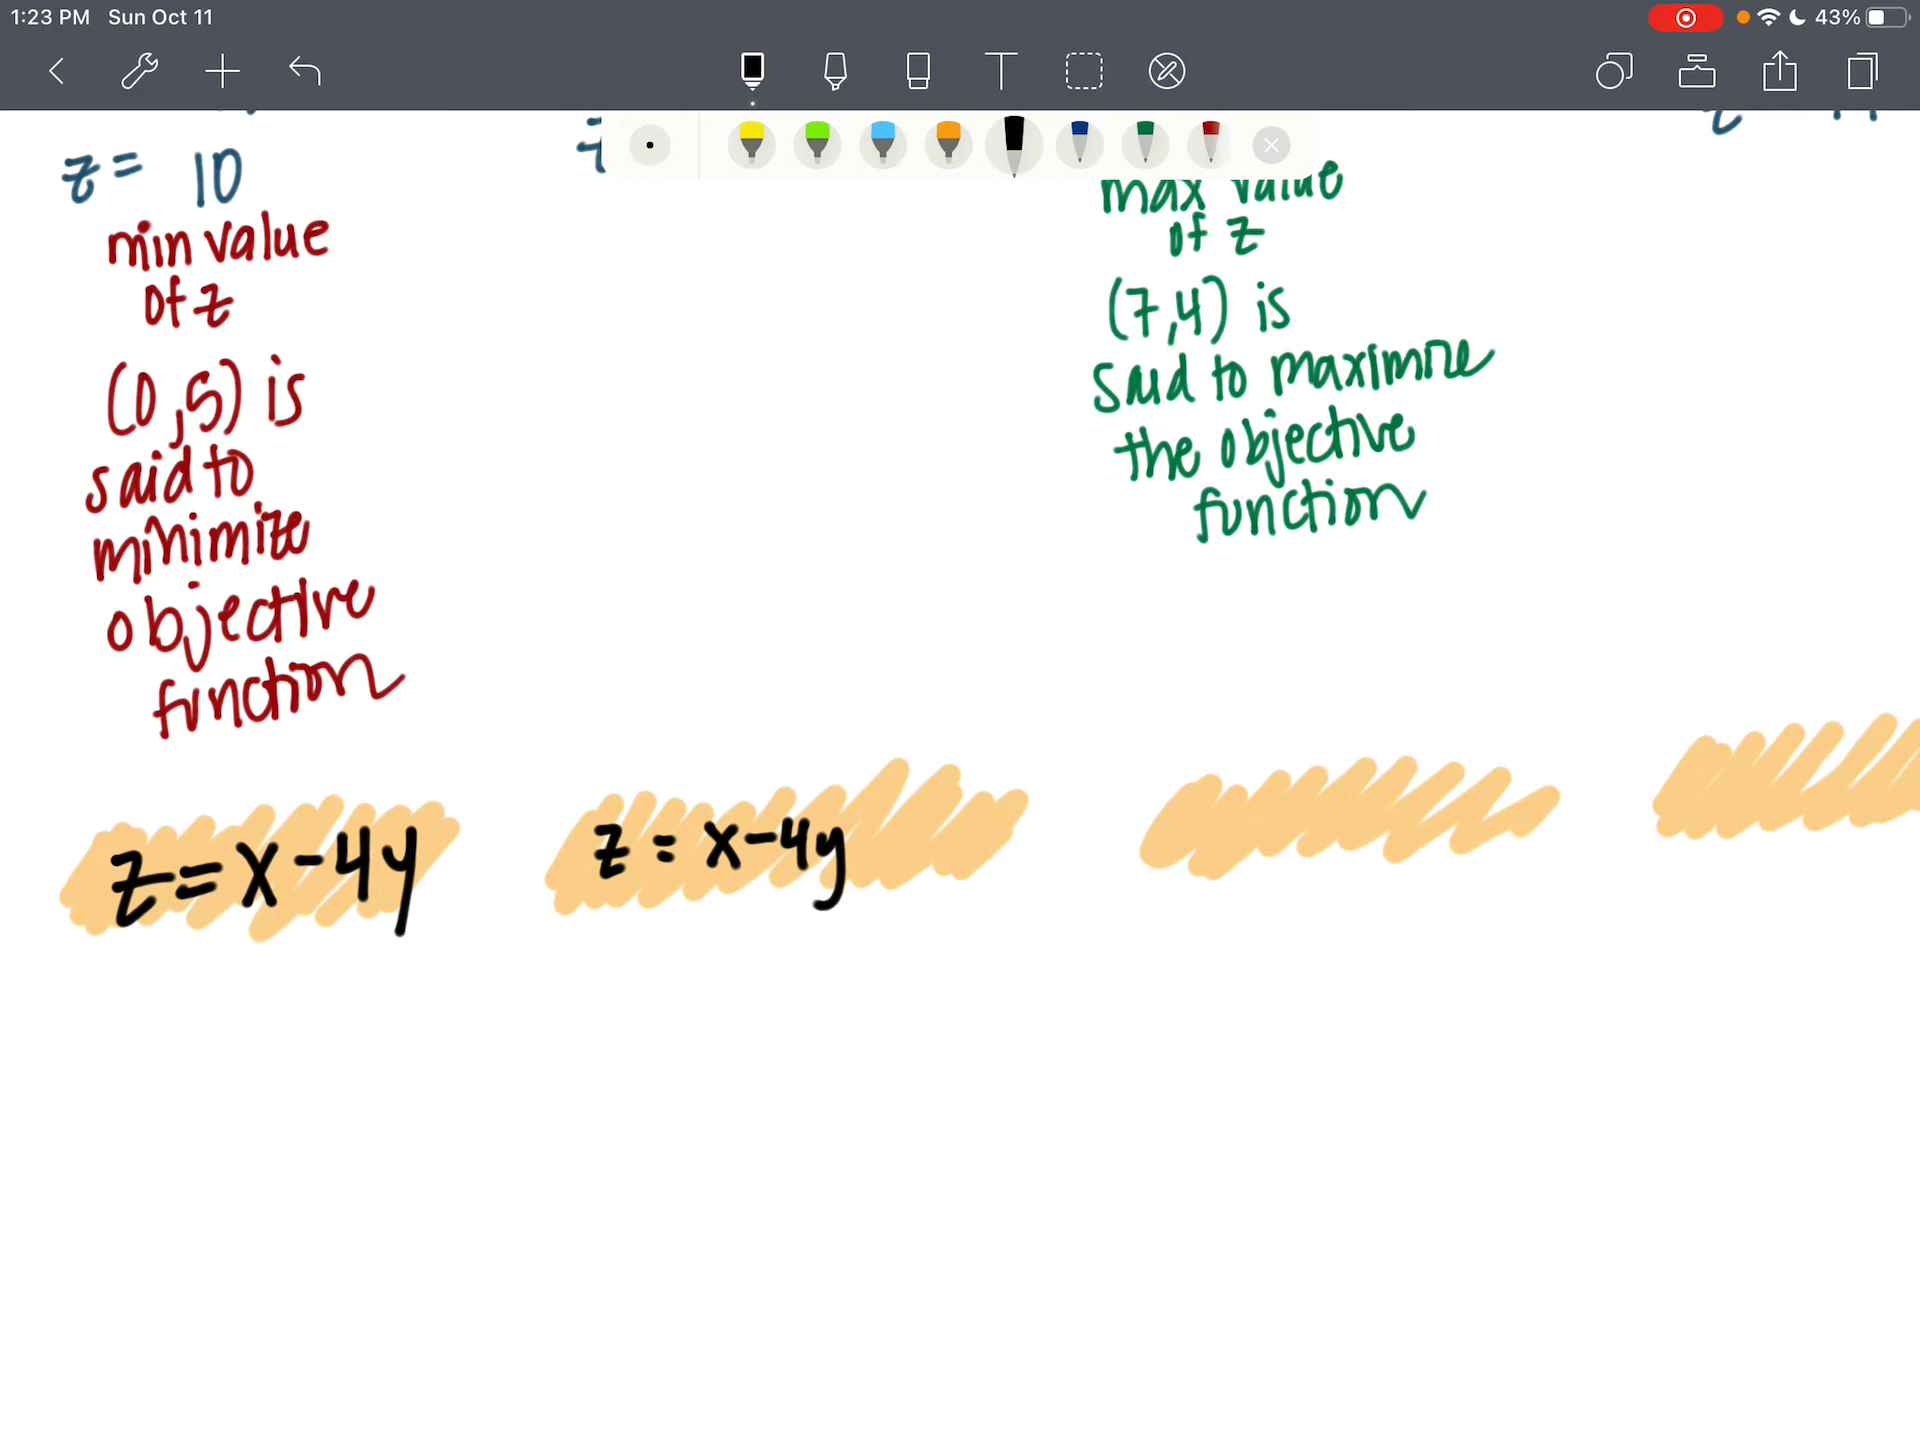 1:23 PM Sun Oct 11
43%
T
z = 10
min value
of z
(0,5) is
said to
minimize
objective
function
max value
of z
(7,4) is
said to maximize
the objective
function
z=x-4y
z = x-4y